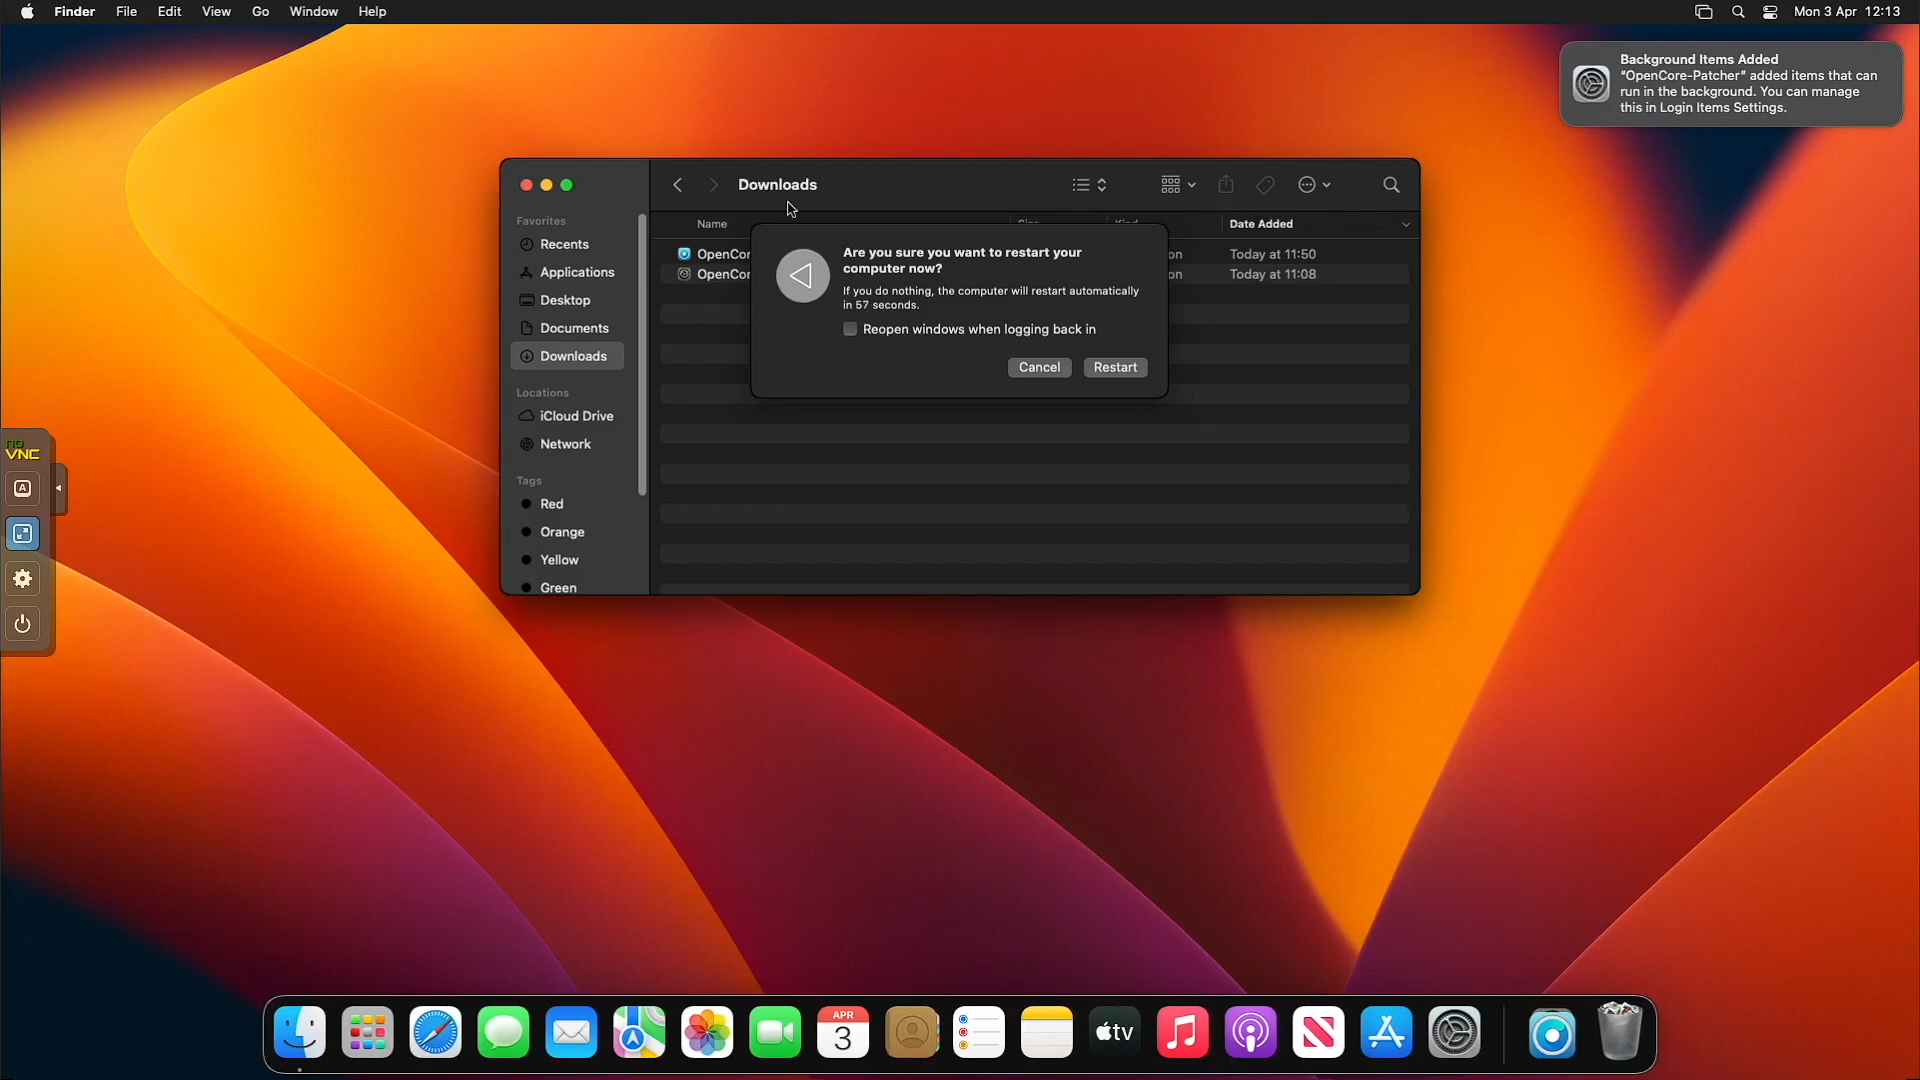 Finder File Edit View Go Window Help
Mon 3 Apr 12:13
Background Items Added
"OpenCore-Patcher" added items that can
run in the background. You can manage
this in Login Items Settings.
Downloads
Favorites
Recents
Applications
Desktop
Documents
Downloads
Locations
iCloud Drive
Network
Tags
Red
Orange
Yellow
Green
Name
Date Added
OpenCor
on
Today at 11:50
OpenCor
on
Today at 11:08
Are you sure you want to restart your
computer now?
If you do nothing, the computer will restart automatically
in 57 seconds.
Reopen windows when logging back in
Cancel
Restart
no
VNC
A
APR
3
tv